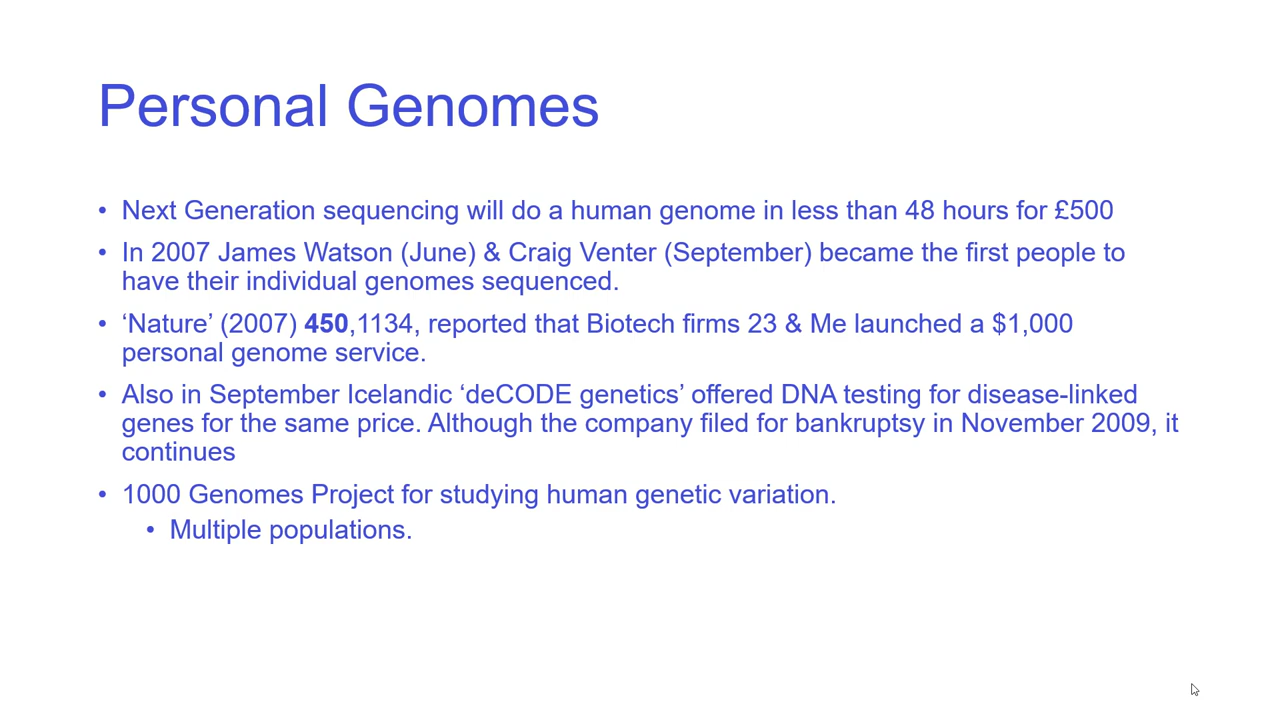 Personal Genomes
• Next Generation sequencing will do a human genome in less than 48 hours for £500
• In 2007 James Watson (June) & Craig Venter (September) became the first people to
have their individual genomes sequenced.
• ‘Nature’ (2007) 450,1134, reported that Biotech firms 23 & Me launched a $1,000
personal genome service.
• Also in September Icelandic ‘deCODE genetics’ offered DNA testing for disease-linked
genes for the same price. Although the company filed for bankruptsy in November 2009, it
continues
• 1000 Genomes Project for studying human genetic variation.
• Multiple populations.